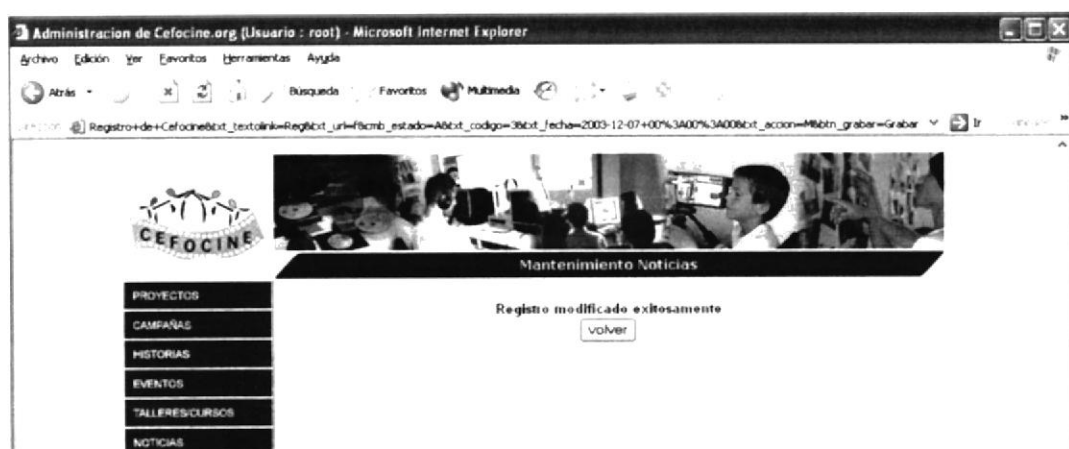 Administracion de Cefocine.org (Usuario : root) - Microsoft Internet Explorer
Archivo Edición Ver Favoritos Herramientas Ayuda
Atrás Búsqueda Favoritos Multimedia
Registro+de+Cefocine&txt_textolink=Reg&txt_url=f&cmb_estado=A&txt_codigo=3&txt_fecha=2003-12-07+00%3A00%3A00&txt_accion=M&btn_grabar=Grabar Ir
CEFOCINE
Mantenimiento Noticias
PROYECTOS
Registro modificado exitosamente
CAMPAÑAS
volver
HISTORIAS
EVENTOS
TALLERES/CURSOS
NOTICIAS